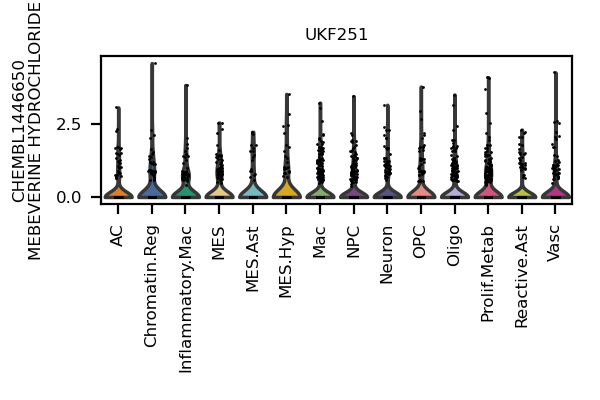 UKF251
CHEMBL1446650
MEBEVERINE HYDROCHLORIDE
2.5
0.0
AC
Chromatin.Reg
Inflammatory.Mac
MES
MES.Ast
MES.Hyp
Mac
NPC
Neuron
OPC
Oligo
Prolif.Metab
Reactive.Ast
Vasc